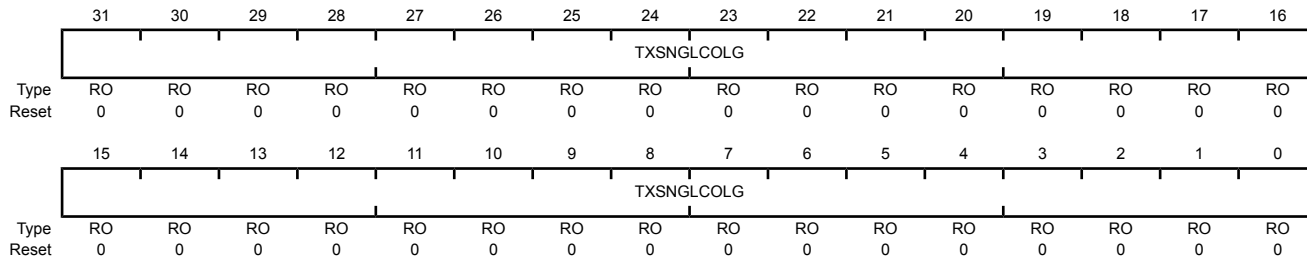 31 30 29 28 27 26 25 24 23 22 21 20 19 18 17 16
TXSNGLCOLG
Type RO RO RO RO RO RO RO RO RO RO RO RO RO RO RO RO
Reset 0 0 0 0 0 0 0 0 0 0 0 0 0 0 0 0
15 14 13 12 11 10 9 8 7 6 5 4 3 2 1 0
TXSNGLCOLG
Type RO RO RO RO RO RO RO RO RO RO RO RO RO RO RO RO
Reset 0 0 0 0 0 0 0 0 0 0 0 0 0 0 0 0